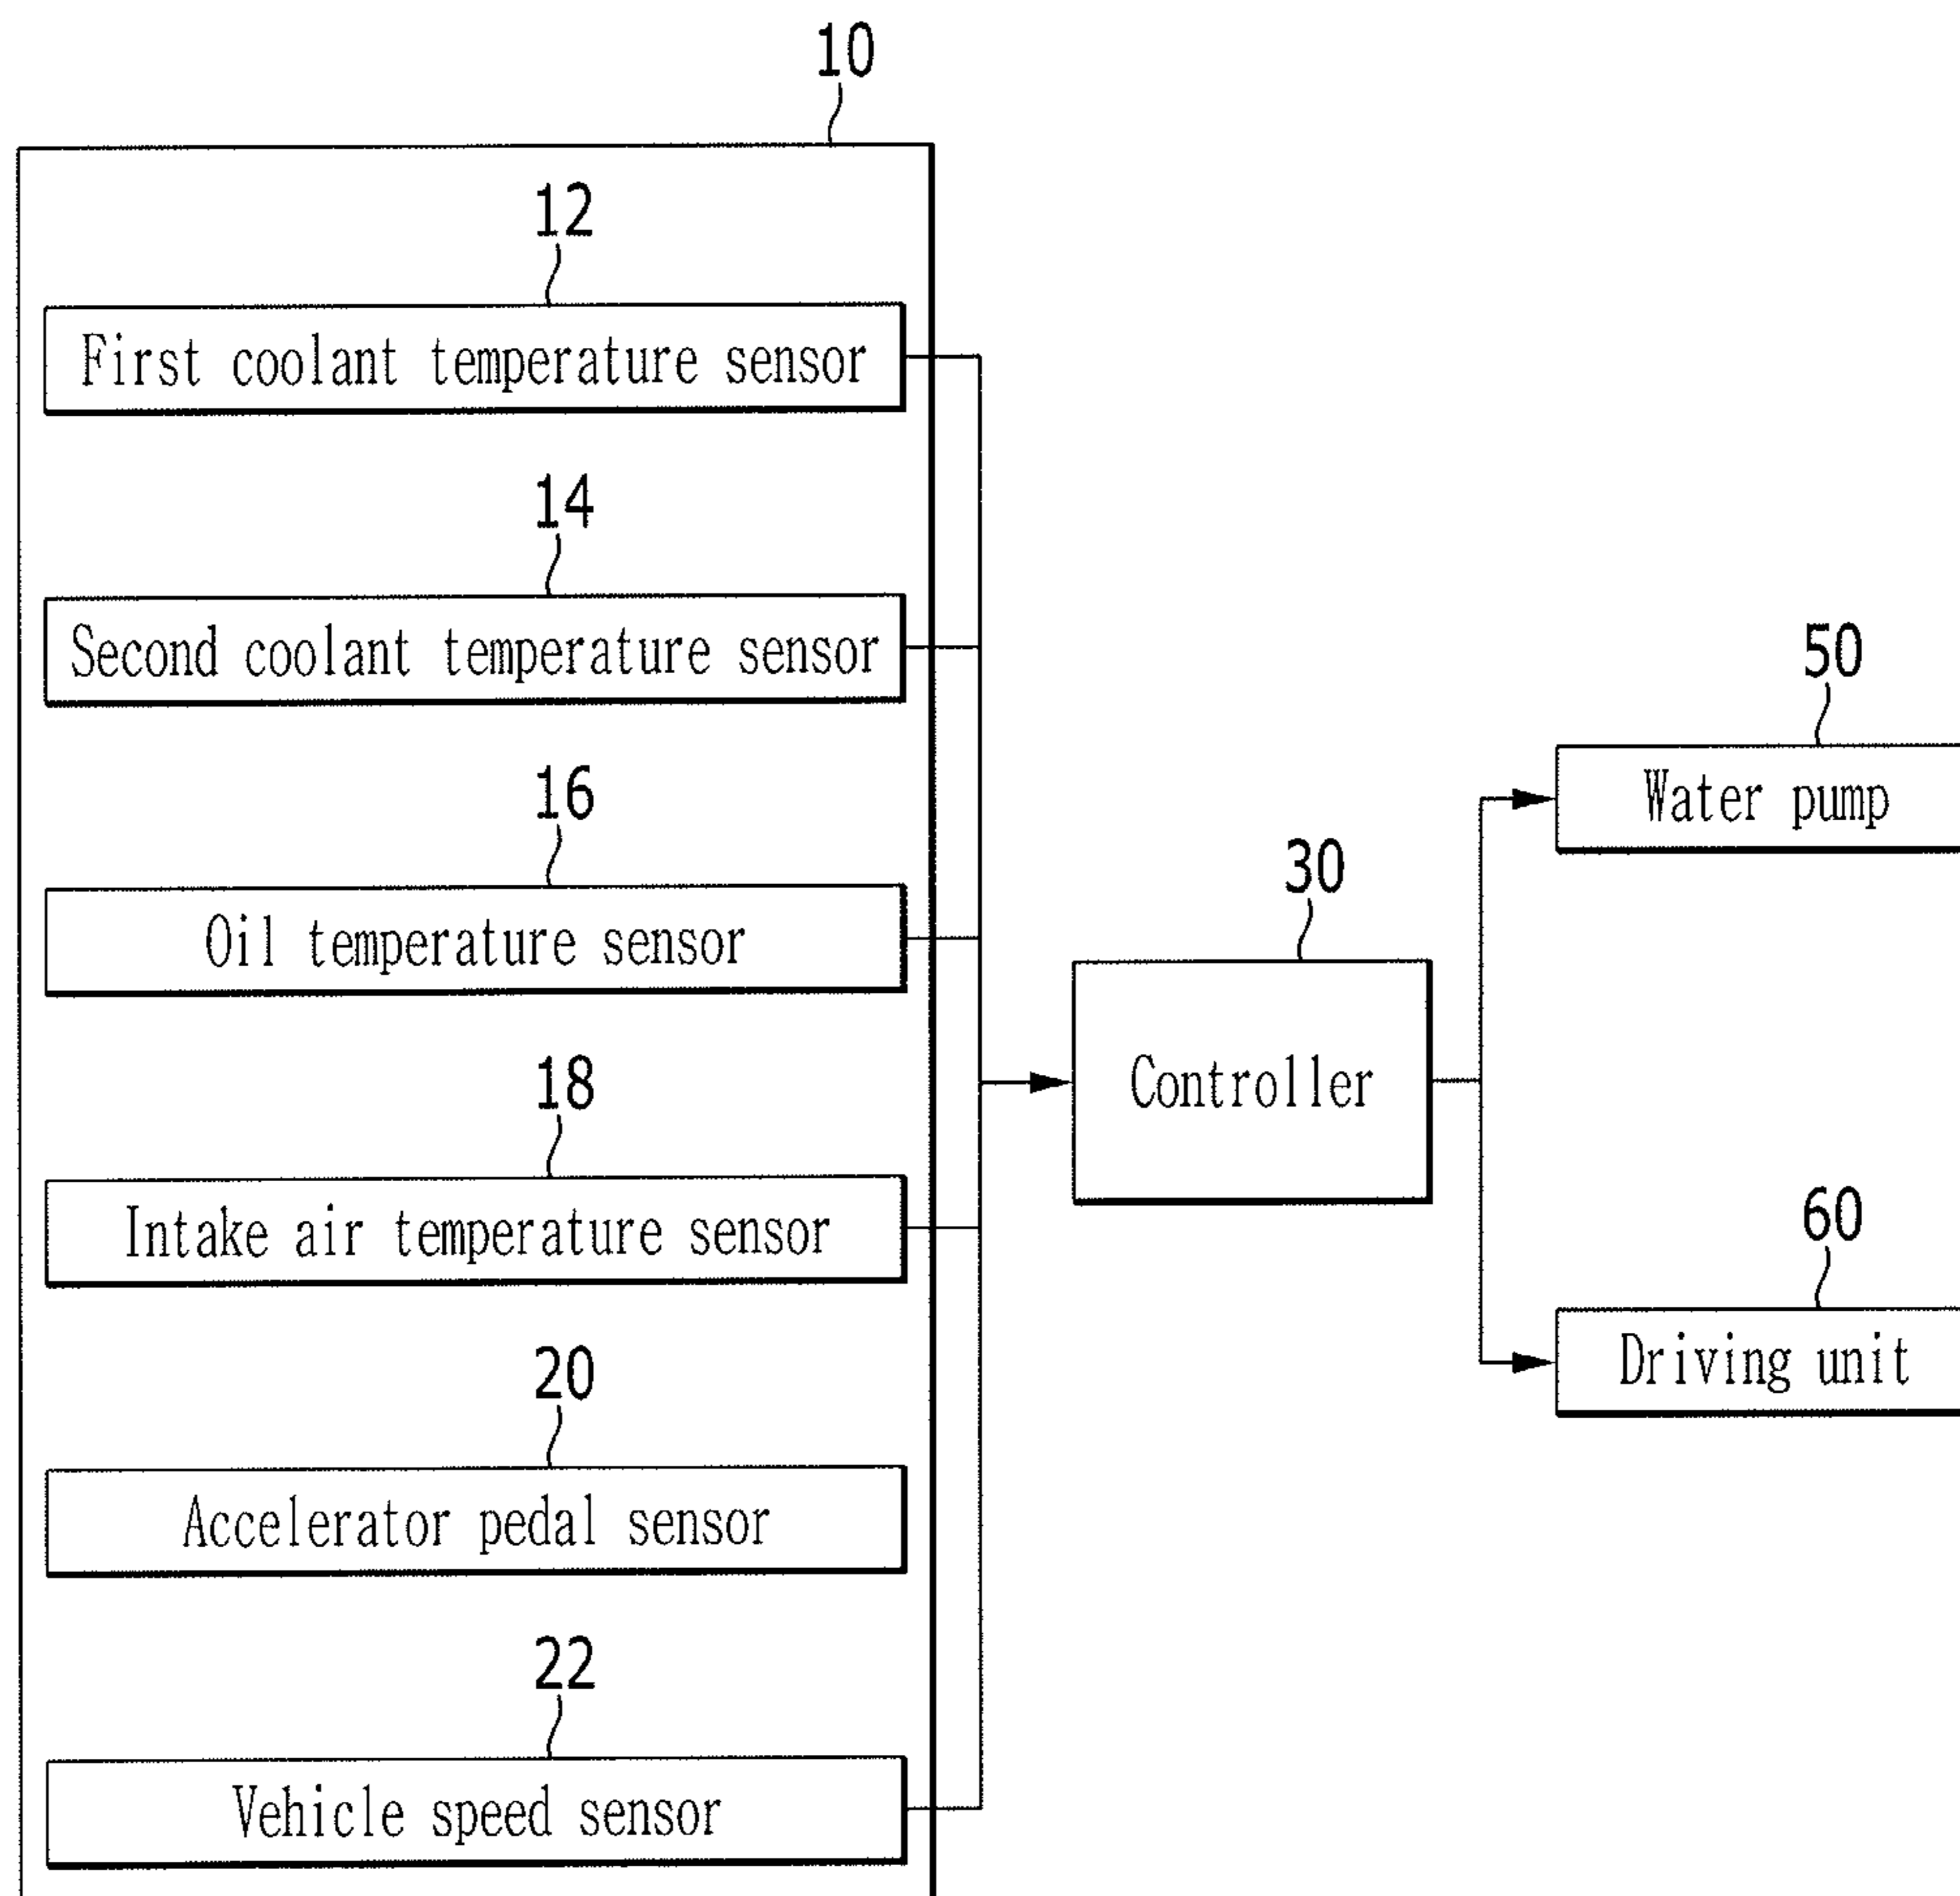 10
12
First coolant temperature sensor
14
Second coolant temperature sensor
16
Oil temperature sensor
18
Intake air temperature sensor
20
Accelerator pedal sensor
22
Vehicle speed sensor
30
Controller
50
Water pump
60
Driving unit